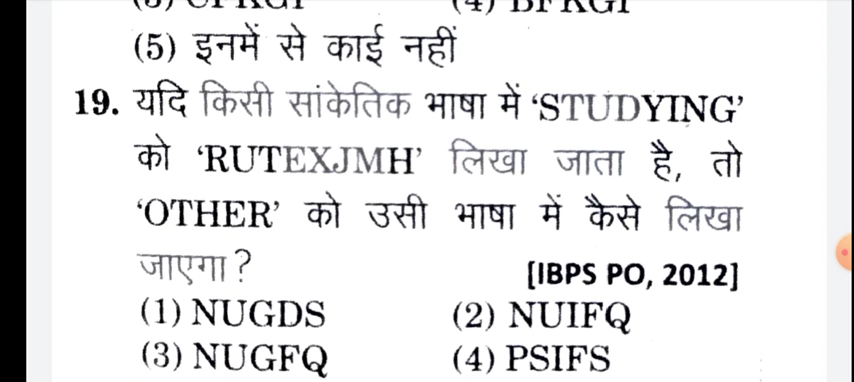 (5) इनमें से काई नहीं
19. यदि किसी सांकेतिक भाषा में ‘STUDYING’
को ‘RUTEXJMH’ लिखा जाता है, तो
‘OTHER’ को उसी भाषा में कैसे लिखा
जाएगा ? [IBPS PO, 2012]
(1) NUGDS (2) NUIFQ
(3) NUGFQ (4) PSIFS